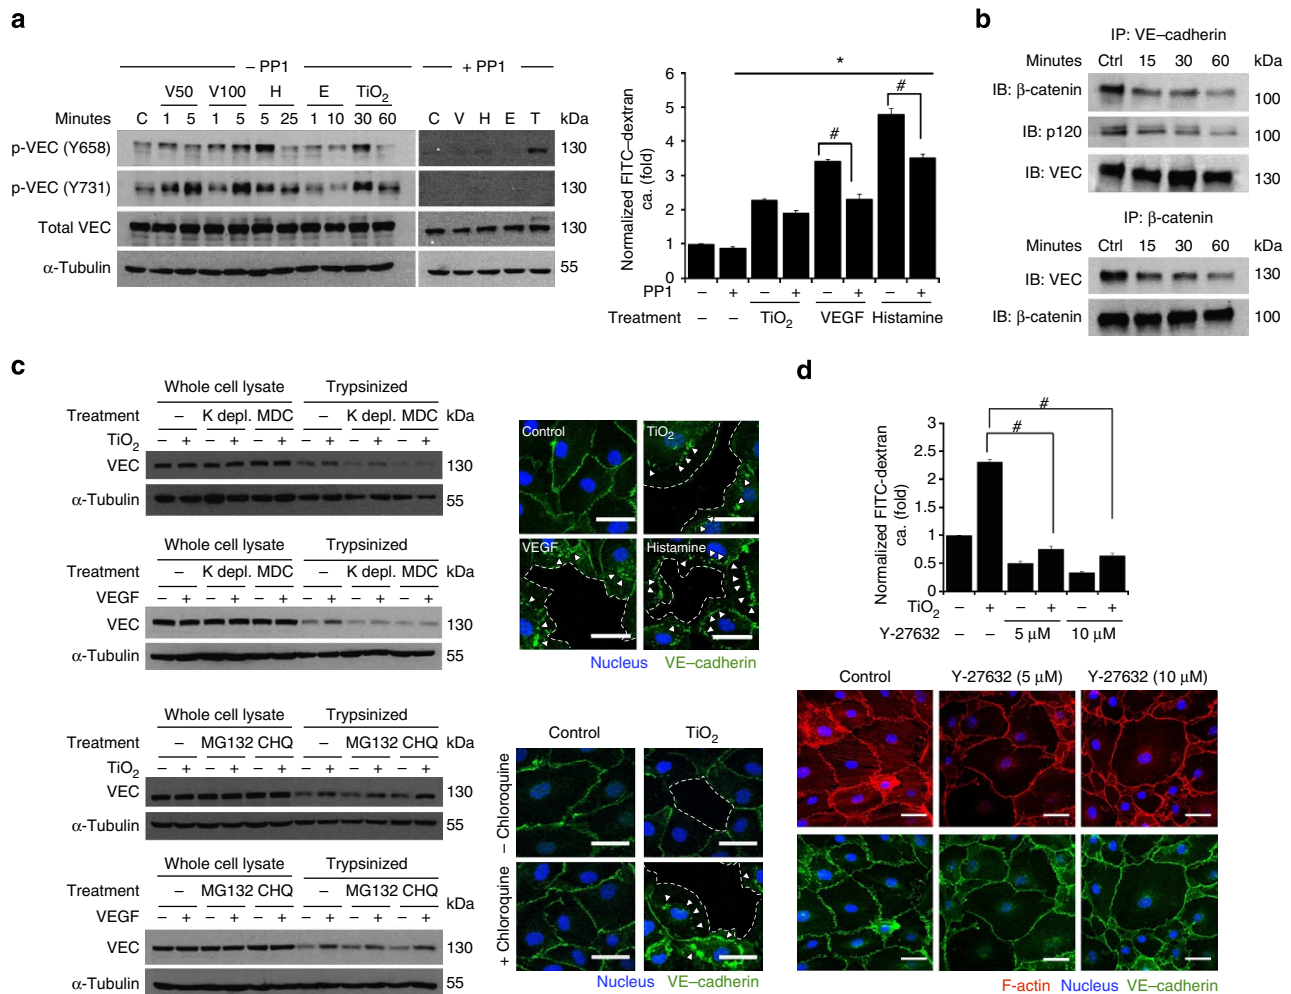 a
– PP1
+ PP1
V50 V100 H E TiO2
Minutes C 1 5 1 5 5 25 1 10 30 60 C V H E T kDa
p-VEC (Y658) 130
p-VEC (Y731) 130
Total VEC 130
α-Tubulin 55
Normalized FITC–dextran
ca. (fold)
6
5
4
3
2
1
0
*
#
#
PP1 – + – + – + – +
Treatment – – TiO2 VEGF Histamine
b
IP: VE–cadherin
Minutes Ctrl 15 30 60 kDa
IB: β-catenin 100
IB: p120 100
IB: VEC 130
IP: β-catenin
Minutes Ctrl 15 30 60 kDa
IB: VEC 130
IB: β-catenin 100
c
Whole cell lysate Trypsinized
Treatment – K depl. MDC – K depl. MDC kDa
TiO2 – + – + – + – + – + – +
VEC 130
α-Tubulin 55
Whole cell lysate Trypsinized
Treatment – K depl. MDC – K depl. MDC kDa
VEGF – + – + – + – + – + – +
VEC 130
α-Tubulin 55
Whole cell lysate Trypsinized
Treatment – MG132 CHQ – MG132 CHQ kDa
TiO2 – + – + – + – + – + – +
VEC 130
α-Tubulin 55
Whole cell lysate Trypsinized
Treatment – MG132 CHQ – MG132 CHQ kDa
VEGF – + – + – + – + – + – +
VEC 130
α-Tubulin 55
Control TiO2
VEGF Histamine
Nucleus VE–cadherin
Control TiO2
– Chloroquine
+ Chloroquine
Nucleus VE–cadherin
d
Normalized FITC-dextran
ca. (fold)
3
2.5
2
1.5
1
0.5
0
#
#
TiO2 – + – + – +
Y-27632 – – 5 μM 10 μM
Control Y-27632 (5 μM) Y-27632 (10 μM)
F-actin Nucleus VE–cadherin